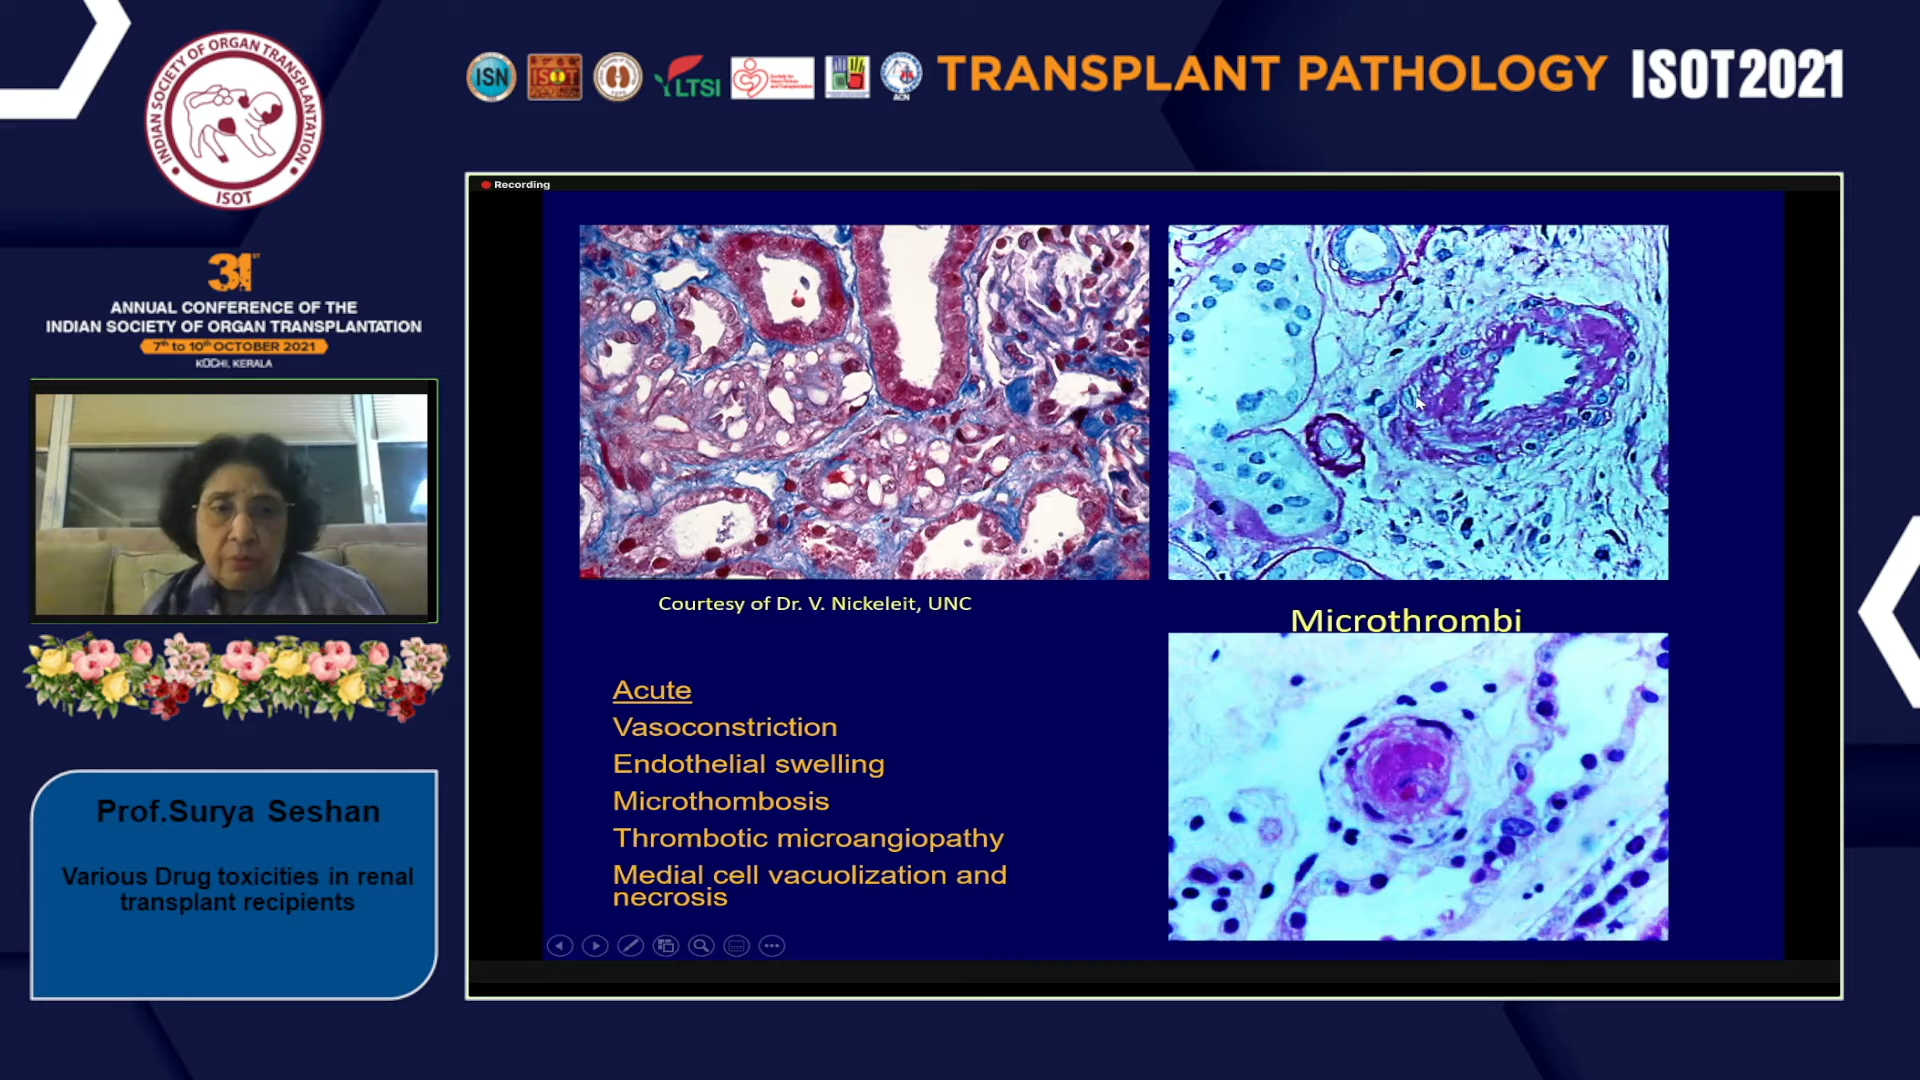 INDIAN SOCIETY OF ORGAN TRANSPLANTATION
ISOT
ISN
ISOT
LTSI
ACN
TRANSPLANT PATHOLOGY ISOT2021
31ST
ANNUAL CONFERENCE OF THE
INDIAN SOCIETY OF ORGAN TRANSPLANTATION
7th to 10th OCTOBER 2021
KOCHI, KERALA
Prof.Surya Seshan
Various Drug toxicities in renal
transplant recipients
Recording
Courtesy of Dr. V. Nickeleit, UNC
Microthrombi
Acute
Vasoconstriction
Endothelial swelling
Microthombosis
Thrombotic microangiopathy
Medial cell vacuolization and
necrosis